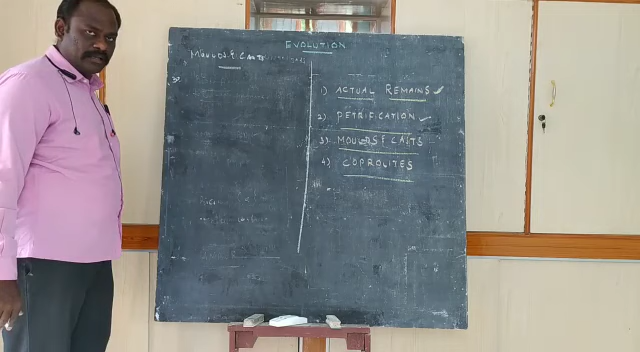 EVOLUTION
MOULDS & CASTS
1) ACTUAL REMAINS ✓
2) PETRIFICATION ✓
3) MOULDS & CASTS
4) COPROLITES